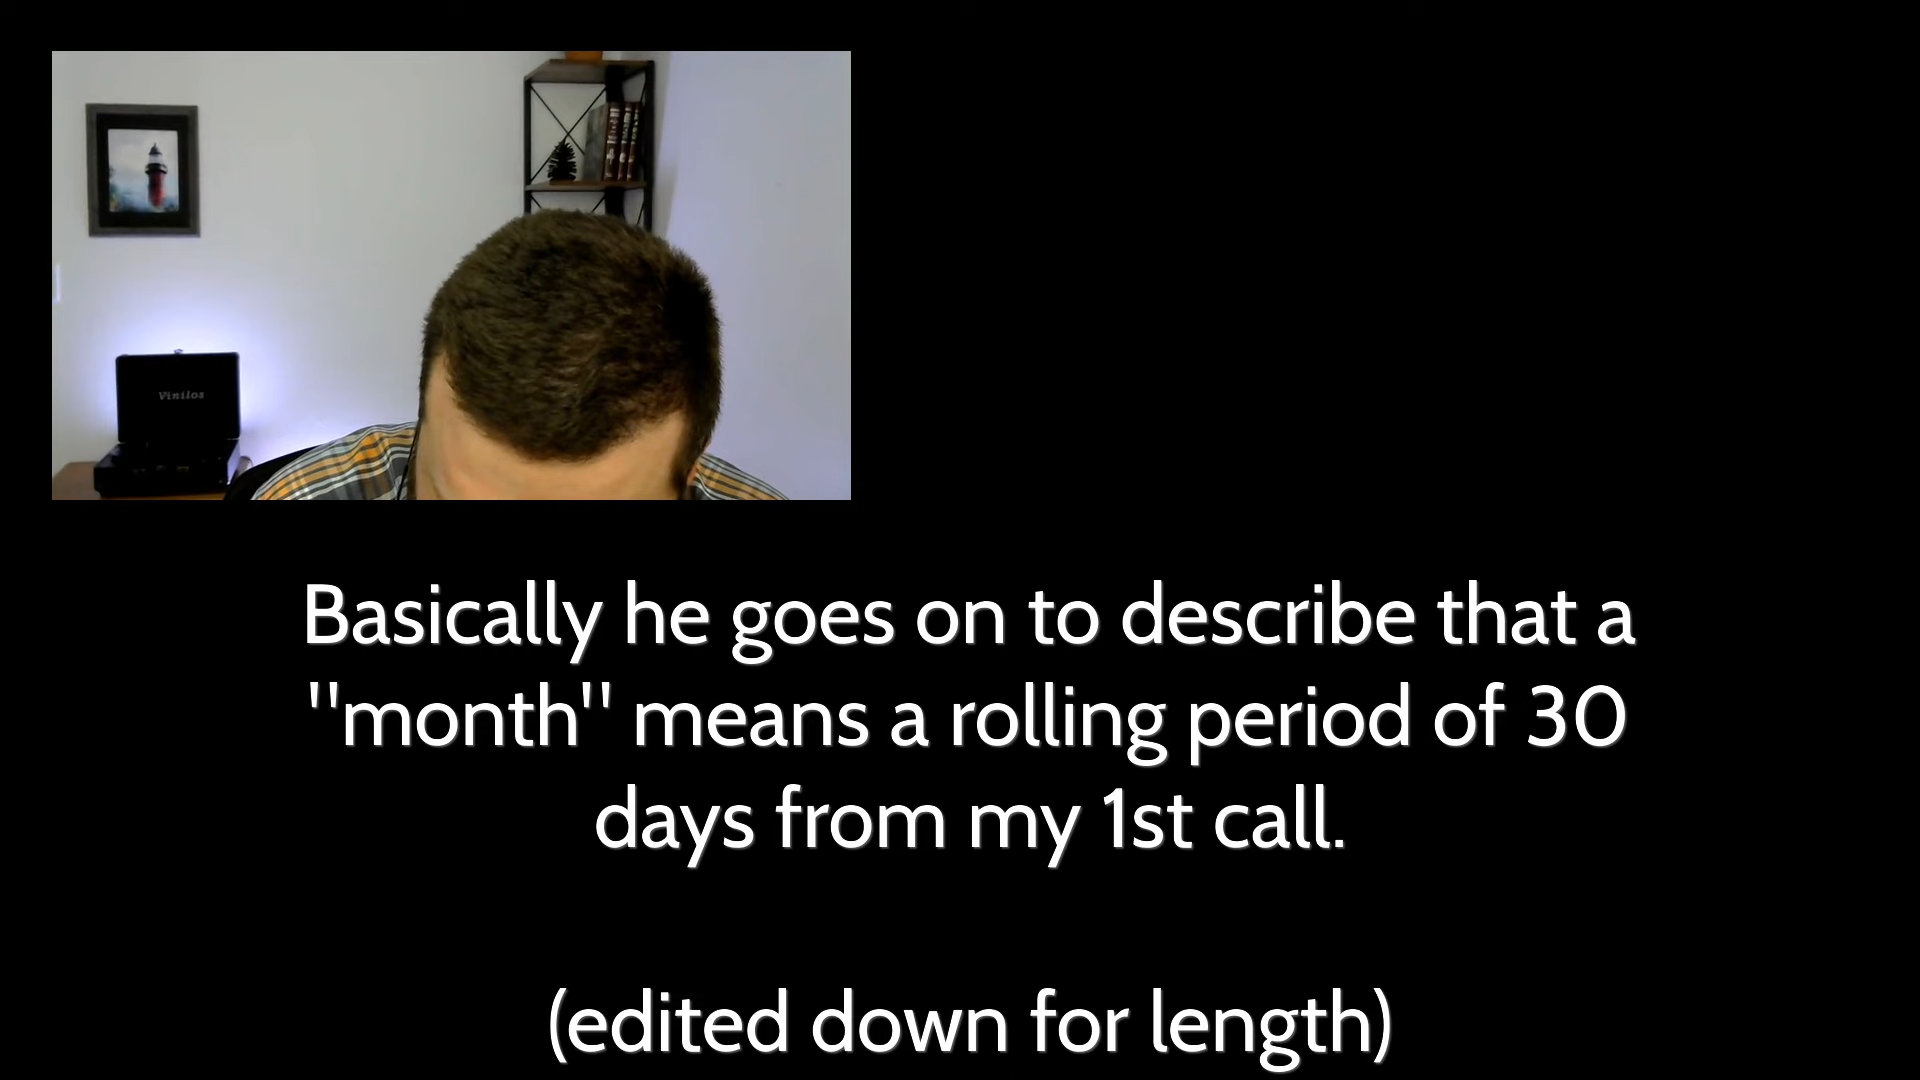 Vinilos
Basically he goes on to describe that a
"month" means a rolling period of 30
days from my 1st call.
(edited down for length)